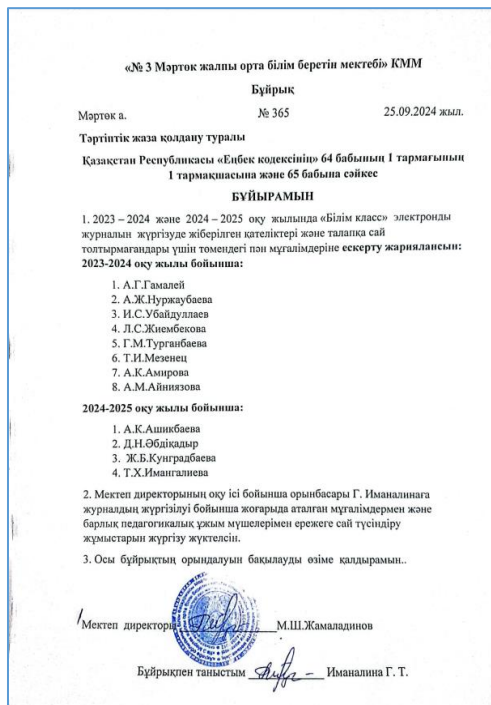 «№ 3 Мәртөк жалпы орта білім беретін мектебі» КММ
Бұйрық
Мәртөк а. № 365 25.09.2024 жыл.
Тәртіптік жаза қолдану туралы
Қазақстан Республикасы «Еңбек кодексінің» 64 бабының 1 тармағының
1 тармақшасына және 65 бабына сәйкес
БҰЙЫРАМЫН
1. 2023 – 2024 және 2024 – 2025 оқу жылында «Білім класс» электронды
журналын жүргізуде жіберілген қателіктері және талапқа сай
толтырмағандары үшін төмендегі пән мұғалімдеріне ескерту жариялансын:
2023-2024 оқу жылы бойынша:
1. А.Г.Гамалей
2. А.Ж.Нуржаубаева
3. И.С.Убайдуллаев
4. Л.С.Жиембекова
5. Г.М.Турганбаева
6. Т.И.Мезенец
7. А.К.Амирова
8. А.М.Айниязова
2024-2025 оқу жылы бойынша:
1. А.К.Ашикбаева
2. Д.Н.Әбдіқадыр
3. Ж.Б.Кунградбаева
4. Т.Х.Имангалиева
2. Мектеп директорының оқу ісі бойынша орынбасары Г. Иманалинаға
журналдың жүргізілуі бойынша жоғарыда аталған мұғалімдермен және
барлық педагогикалық ұжым мүшелерімен ережеге сай түсіндіру
жұмыстарын жүргізу жүктелсін.
3. Осы бұйрықтың орындалуын бақылауды өзіме қалдырамын..
Мектеп директоры М.Ш.Жамаладинов
Бұйрықпен таныстым Иманалина Г. Т.